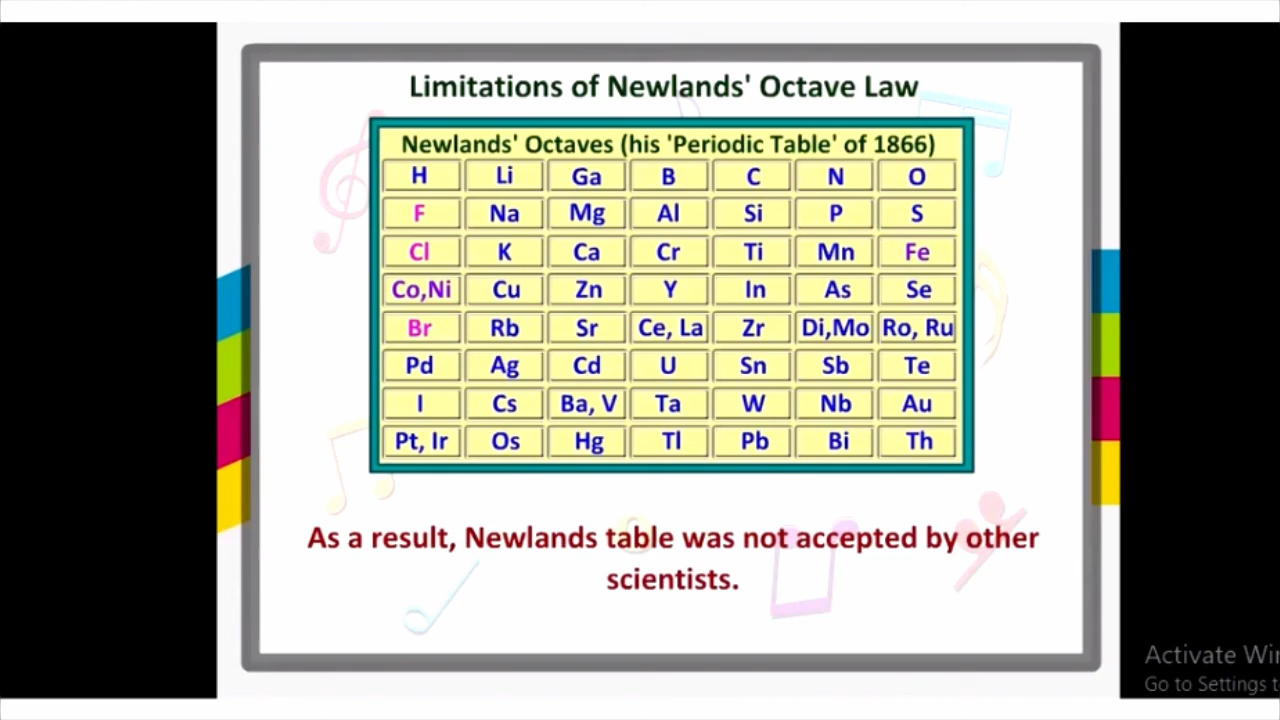 Limitations of Newlands' Octave Law
Newlands' Octaves (his 'Periodic Table' of 1866)
H Li Ga B C N O
F Na Mg Al Si P S
Cl K Ca Cr Ti Mn Fe
Co,Ni Cu Zn Y In As Se
Br Rb Sr Ce, La Zr Di,Mo Ro, Ru
Pd Ag Cd U Sn Sb Te
I Cs Ba, V Ta W Nb Au
Pt, Ir Os Hg Tl Pb Bi Th
As a result, Newlands table was not accepted by other
scientists.
Activate
Go to Settings